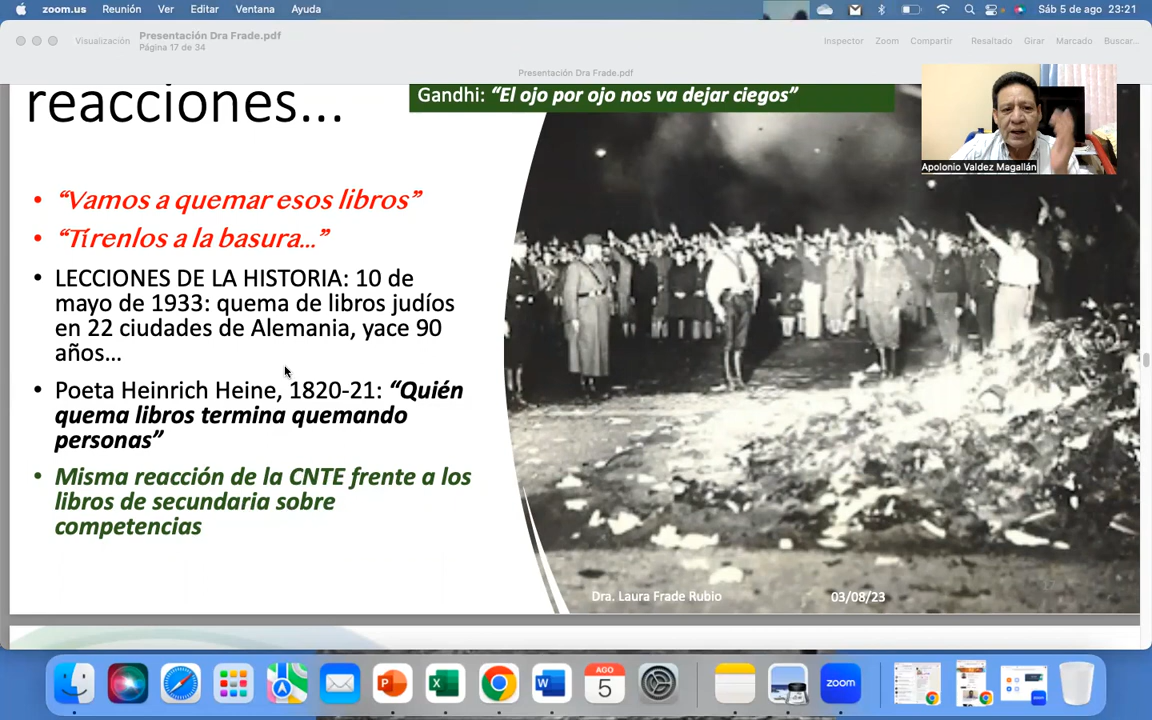 zoom.us Reunión Ver Editar Ventana Ayuda
Sáb 5 de ago 23:21
Visualización
Presentación Dra Frade.pdf
Página 17 de 34
Inspector Zoom Compartir Resaltado Girar Marcado Buscar...
Presentación Dra Frade.pdf
reacciones...
Gandhi: “El ojo por ojo nos va dejar ciegos”
Apolonio Valdez Magallán
• “Vamos a quemar esos libros”
• “Tírenlos a la basura...”
• LECCIONES DE LA HISTORIA: 10 de
mayo de 1933: quema de libros judíos
en 22 ciudades de Alemania, yace 90
años...
• Poeta Heinrich Heine, 1820-21: “Quién
quema libros termina quemando
personas”
• Misma reacción de la CNTE frente a los
libros de secundaria sobre
competencias
Dra. Laura Frade Rubio
03/08/23
AGO
5
zoom